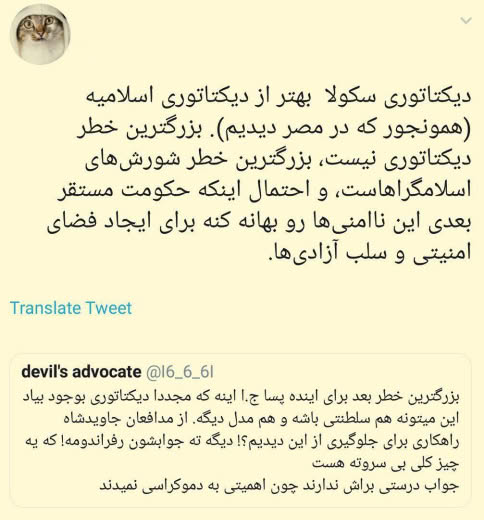 دیکتاتوری سکولا بهتر از دیکتاتوری اسلامیه
(همونجور که در مصر دیدیم). بزرگترین خطر
دیکتاتوری نیست، بزرگترین خطر شورش‌های
اسلامگراهاست، و احتمال اینکه حکومت مستقر
بعدی این ناامنی‌ها رو بهانه کنه برای ایجاد فضای
امنیتی و سلب آزادی‌ها.
Translate Tweet
devil's advocate @l6_6_6l
بزرگترین خطر بعد برای اینده پسا ج.ا اینه که مجددا دیکتاتوری بوجود بیاد
این میتونه هم سلطنتی باشه و هم مدل دیگه. از مدافعان جاویدشاه
راهکاری برای جلوگیری از این دیدیم؟! دیگه ته جوابشون رفراندومه! که یه
چیز کلی بی سروته هست
جواب درستی براش ندارند چون اهمیتی به دموکراسی نمیدند